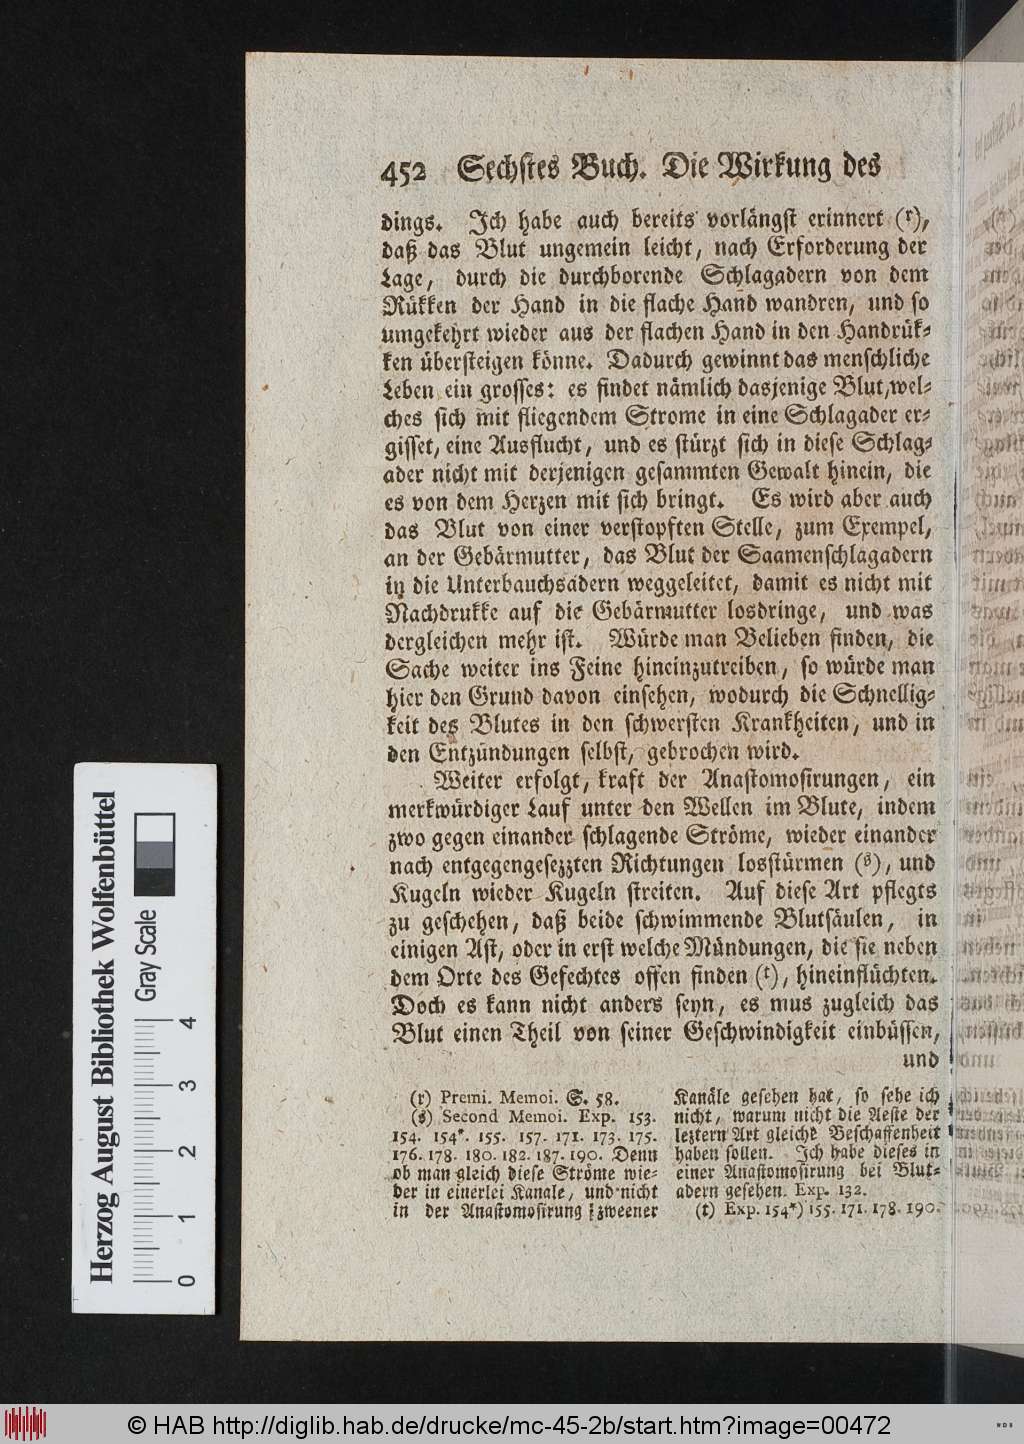 452 Sechstes Buch. Die Wirkung des
dings. Ich habe auch bereits vorlängst erinnert (r),
daß das Blut ungemein leicht, nach Erforderung der
Lage, durch die durchborende Schlagadern von dem
Rükken der Hand in die flache Hand wandren, und so
umgekehrt wieder aus der flachen Hand in den Handrük-
ken übersteigen könne. Dadurch gewinnt das menschliche
Leben ein grosses: es findet nämlich dasjenige Blut, wel-
ches sich mit fliegendem Strome in eine Schlagader er-
gisset, eine Ausflucht, und es stürzt sich in diese Schlag-
ader nicht mit derjenigen gesammten Gewalt hinein, die
es von dem Herzen mit sich bringt. Es wird aber auch
das Blut von einer verstopften Stelle, zum Exempel,
an der Gebärmutter, das Blut der Saamenschlagadern
in die Unterbauchsadern weggeleitet, damit es nicht mit
Nachdrukke auf die Gebärmutter losdringe, und was
dergleichen mehr ist. Würde man Belieben finden, die
Sache weiter ins Feine hineinzutreiben, so würde man
hier den Grund davon einsehen, wodurch die Schnellig-
keit des Blutes in den schwersten Krankheiten, und in
den Entzündungen selbst, gebrochen wird.
Weiter erfolgt, kraft der Anastomosirungen, ein
merkwürdiger Lauf unter den Wellen im Blute, indem
zwo gegen einander schlagende Ströme, wieder einander
nach entgegengesezzten Richtungen losstürmen (s), und
Kugeln wieder Kugeln streiten. Auf diese Art pflegts
zu geschehen, daß beide schwimmende Blutsäulen, in
einigen Ast, oder in erst welche Mündungen, die sie neben
dem Orte des Gefechtes offen finden (t), hineinflüchten.
Doch es kann nicht anders seyn, es mus zugleich das
Blut einen Theil von seiner Geschwindigkeit einbüssen,
und
(r) Premi. Memoi. S. 58.
(s) Second Memoi. Exp. 153.
154. 154*. 155. 157. 171. 173. 175.
176. 178. 180. 182. 187. 190. Denn
ob man gleich diese Ströme wie-
der in einerlei Kanale, und nicht
in der Anastomosirung zweener
Kanäle gesehen hat, so sehe ich
nicht, warum nicht die Aeste der
leztern Art gleiche Beschaffenheit
haben sollen. Ich habe dieses in
einer Anastomosirung bei Blut-
adern gesehen. Exp. 132.
(t) Exp. 154*) 155. 171. 178. 190.
Herzog August Bibliothek Wolfenbüttel
Gray Scale
0 1 2 3 4
© HAB http://diglib.hab.de/drucke/mc-45-2b/start.htm?image=00472